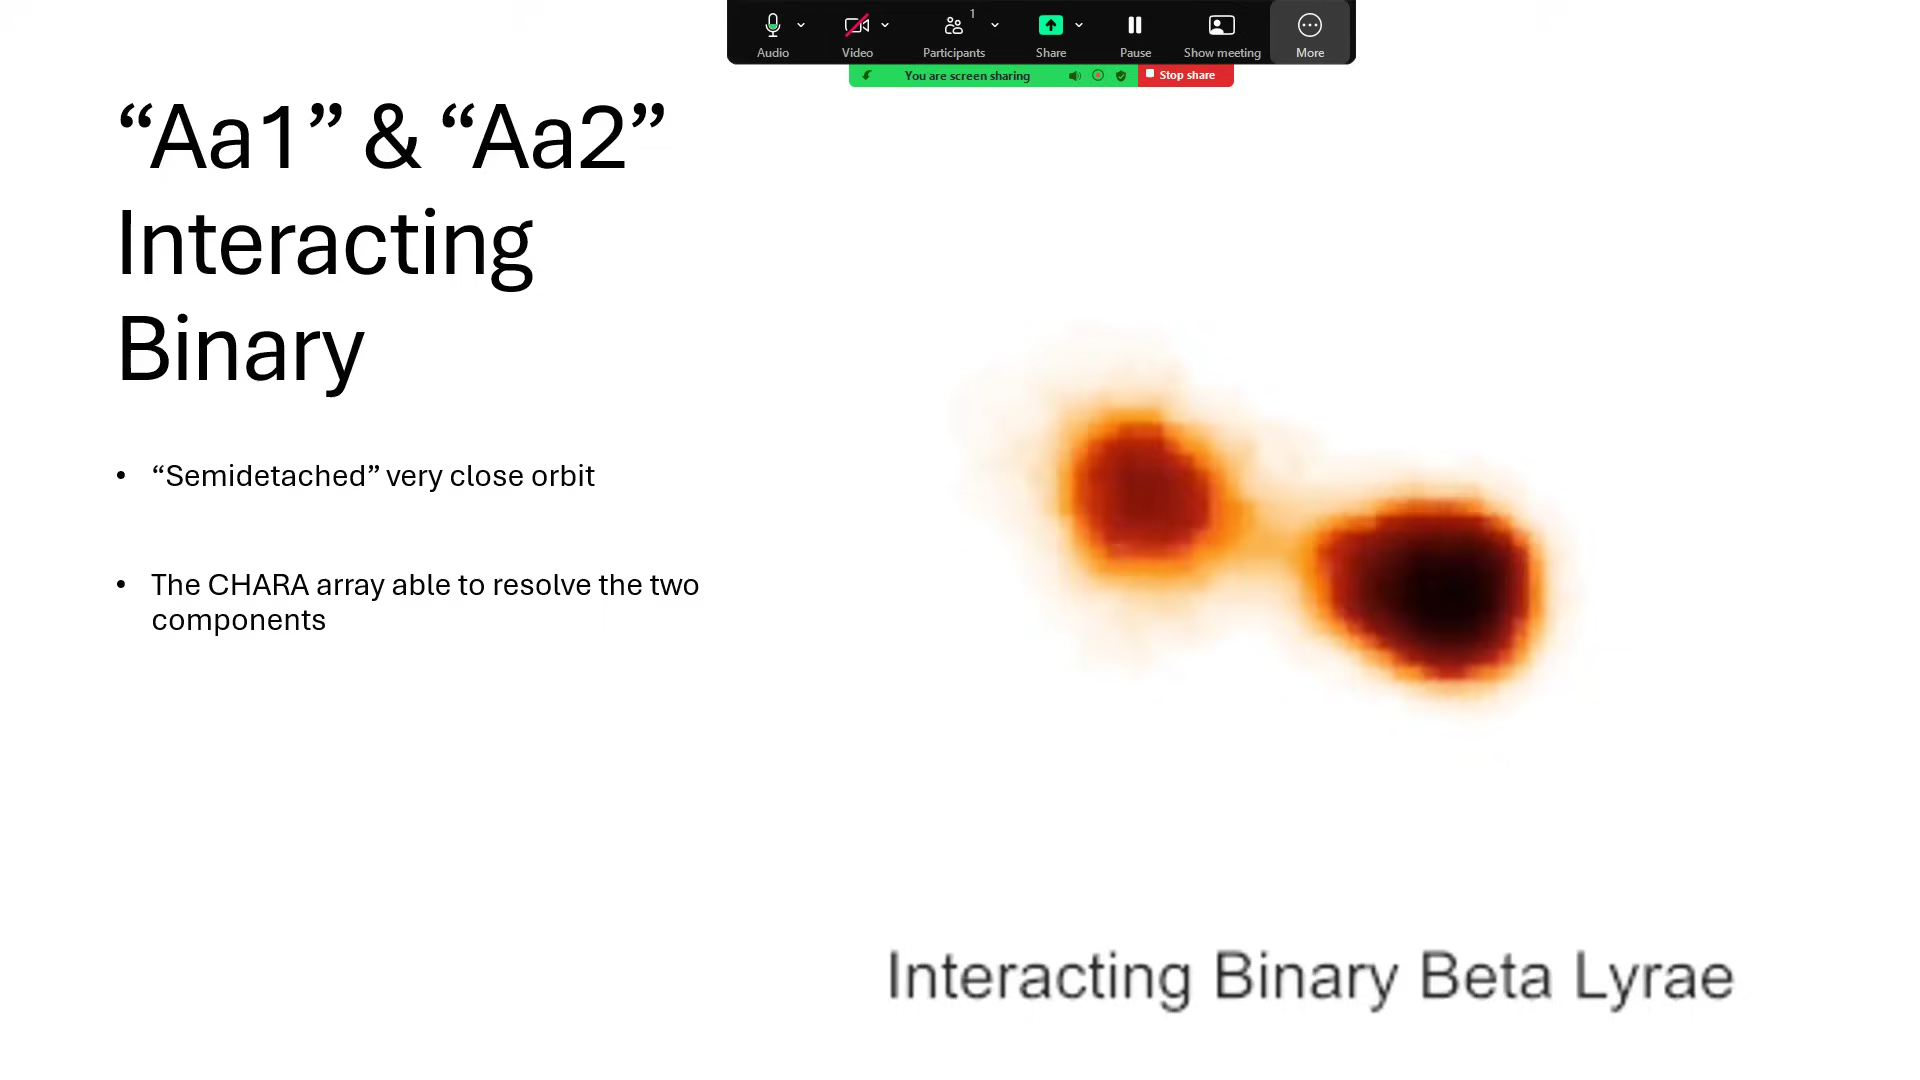 1
Audio
Video
Participants
Share
Pause
Show meeting
More
You are screen sharing
Stop share
“Aa1” & “Aa2”
Interacting
Binary
• “Semidetached” very close orbit
• The CHARA array able to resolve the two
components
Interacting Binary Beta Lyrae